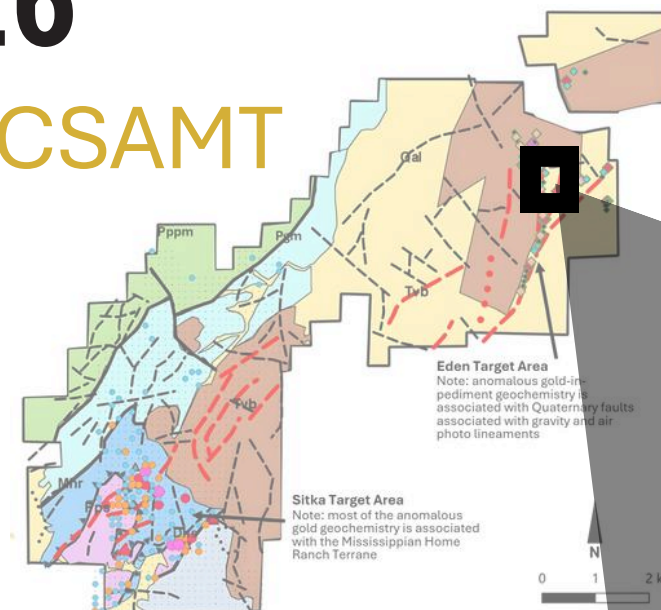 CSAMT
Qal
Pppm
Pgm
Tvb
Eden Target Area
Note: anomalous gold-in-
pediment geochemistry is
associated with Quaternary faults
associated with gravity and air
photo lineaments
Tvb
Mhr
Sitka Target Area
Note: most of the anomalous
gold geochemistry is associated
with the Mississippian Home
Ranch Terrane
N
0 1 2 k